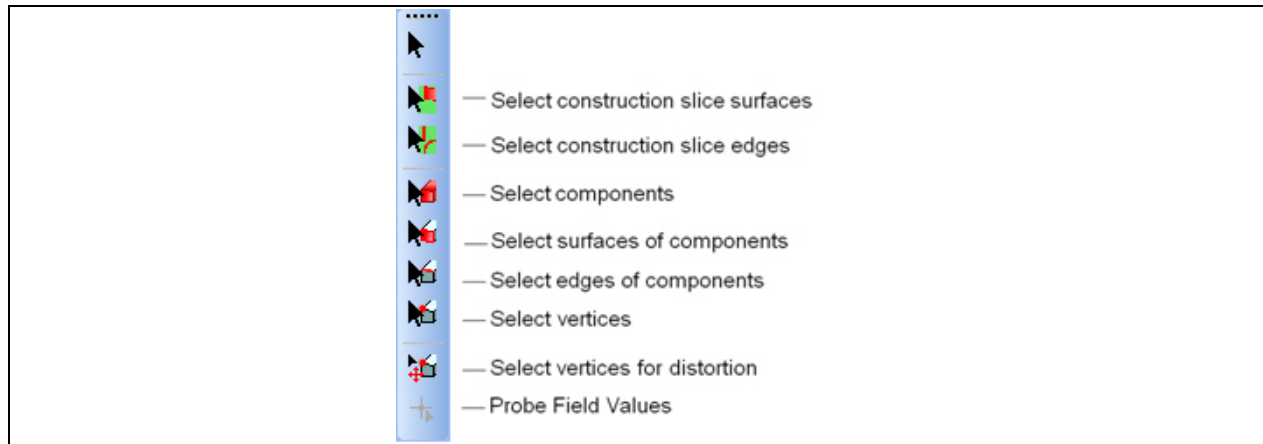 Select construction slice surfaces
Select construction slice edges
Select components
Select surfaces of components
Select edges of components
Select vertices
Select vertices for distortion
Probe Field Values